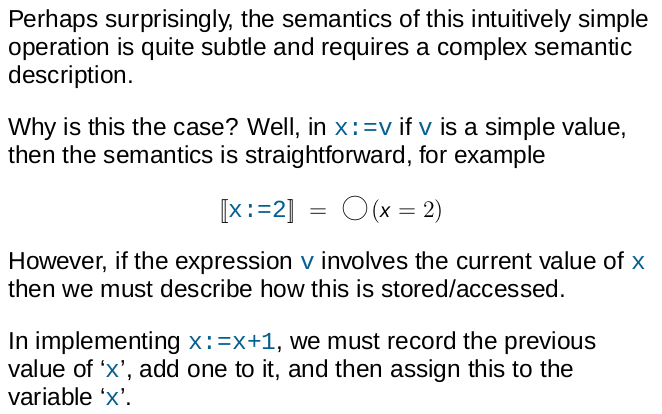 Perhaps surprisingly, the semantics of this intuitively simple
operation is quite subtle and requires a complex semantic
description.
Why is this the case? Well, in x:=v if v is a simple value,
then the semantics is straightforward, for example
⟦x:=2⟧ = ◯(x = 2)
However, if the expression v involves the current value of x
then we must describe how this is stored/accessed.
In implementing x:=x+1, we must record the previous
value of ‘x’, add one to it, and then assign this to the
variable ‘x’.